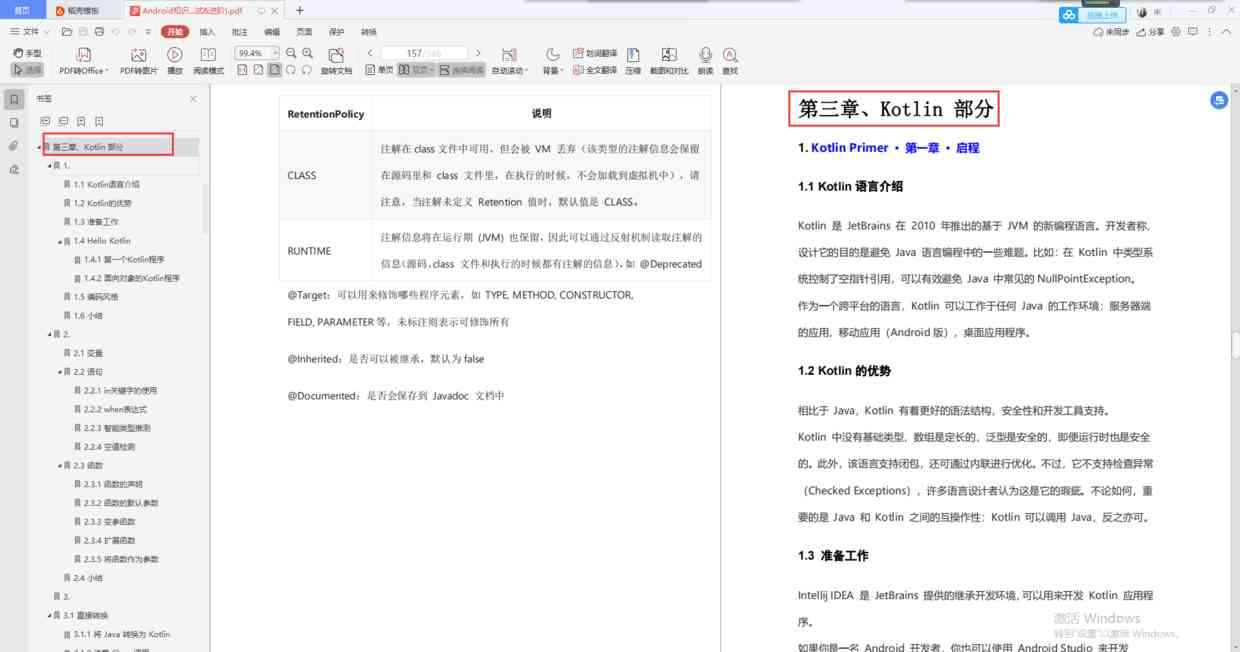 首页
稻壳模板
Android知识...试&进阶).pdf
文件
开始
插入
批注
编辑
页面
保护
转换
未同步
分享
手型
选择
PDF转Office
PDF转图片
播放
阅读模式
99.4%
旋转文档
157/346
单页
双页
连续阅读
自动滚动
背景
划词翻译
全文翻译
压缩
截图和对比
朗读
查找
书签
第三章、Kotlin 部分
1.
1.1 Kotlin语言介绍
1.2 Kotlin的优势
1.3 准备工作
1.4 Hello Kotlin
1.4.1 第一个Kotlin程序
1.4.2 面向对象的Kotlin程序
1.5 编码风格
1.6 小结
2.
2.1 变量
2.2 语句
2.2.1 in关键字的使用
2.2.2 when表达式
2.2.3 智能类型推测
2.2.4 空值检测
2.3 函数
2.3.1 函数的声明
2.3.2 函数的默认参数
2.3.3 变参函数
2.3.4 扩展函数
2.3.5 将函数作为参数
2.4 小结
3.
3.1 直接转换
3.1.1 将 Java 转换为 Kotlin
RetentionPolicy 说明
CLASS
注解在 class 文件中可用，但会被 VM 丢弃（该类型的注解信息会保留
在源码里和 class 文件里，在执行的时候，不会加载到虚拟机中），请
注意，当注解未定义 Retention 值时，默认值是 CLASS。
RUNTIME
注解信息将在运行期 (JVM) 也保留，因此可以通过反射机制读取注解的
信息（源码、class 文件和执行的时候都有注解的信息），如 @Deprecated
@Target：可以用来修饰哪些程序元素，如 TYPE, METHOD, CONSTRUCTOR,
FIELD, PARAMETER 等，未标注则表示可修饰所有
@Inherited：是否可以被继承，默认为 false
@Documented：是否会保存到 Javadoc 文档中
第三章、Kotlin 部分
1. Kotlin Primer · 第一章 · 启程
1.1 Kotlin 语言介绍
Kotlin 是 JetBrains 在 2010 年推出的基于 JVM 的新编程语言。开发者称，
设计它的目的是避免 Java 语言编程中的一些难题。比如：在 Kotlin 中类型系
统控制了空指针引用，可以有效避免 Java 中常见的 NullPointException。
作为一个跨平台的语言，Kotlin 可以工作于任何 Java 的工作环境：服务器端
的应用，移动应用（Android 版），桌面应用程序。
1.2 Kotlin 的优势
相比于 Java，Kotlin 有着更好的语法结构，安全性和开发工具支持。
Kotlin 中没有基础类型，数组是定长的，泛型是安全的，即便运行时也是安全
的。此外，该语言支持闭包，还可通过内联进行优化。不过，它不支持检查异常
（Checked Exceptions），许多语言设计者认为这是它的瑕疵。不论如何，重
要的是 Java 和 Kotlin 之间的互操作性：Kotlin 可以调用 Java，反之亦可。
1.3 准备工作
Intellij IDEA 是 JetBrains 提供的继承开发环境，可以用来开发 Kotlin 应用程
序。
如果你是一名 Android 开发者，你也可以使用 Android Studio 来开发
激活 Windows
转到"设置"以激活 Windows。